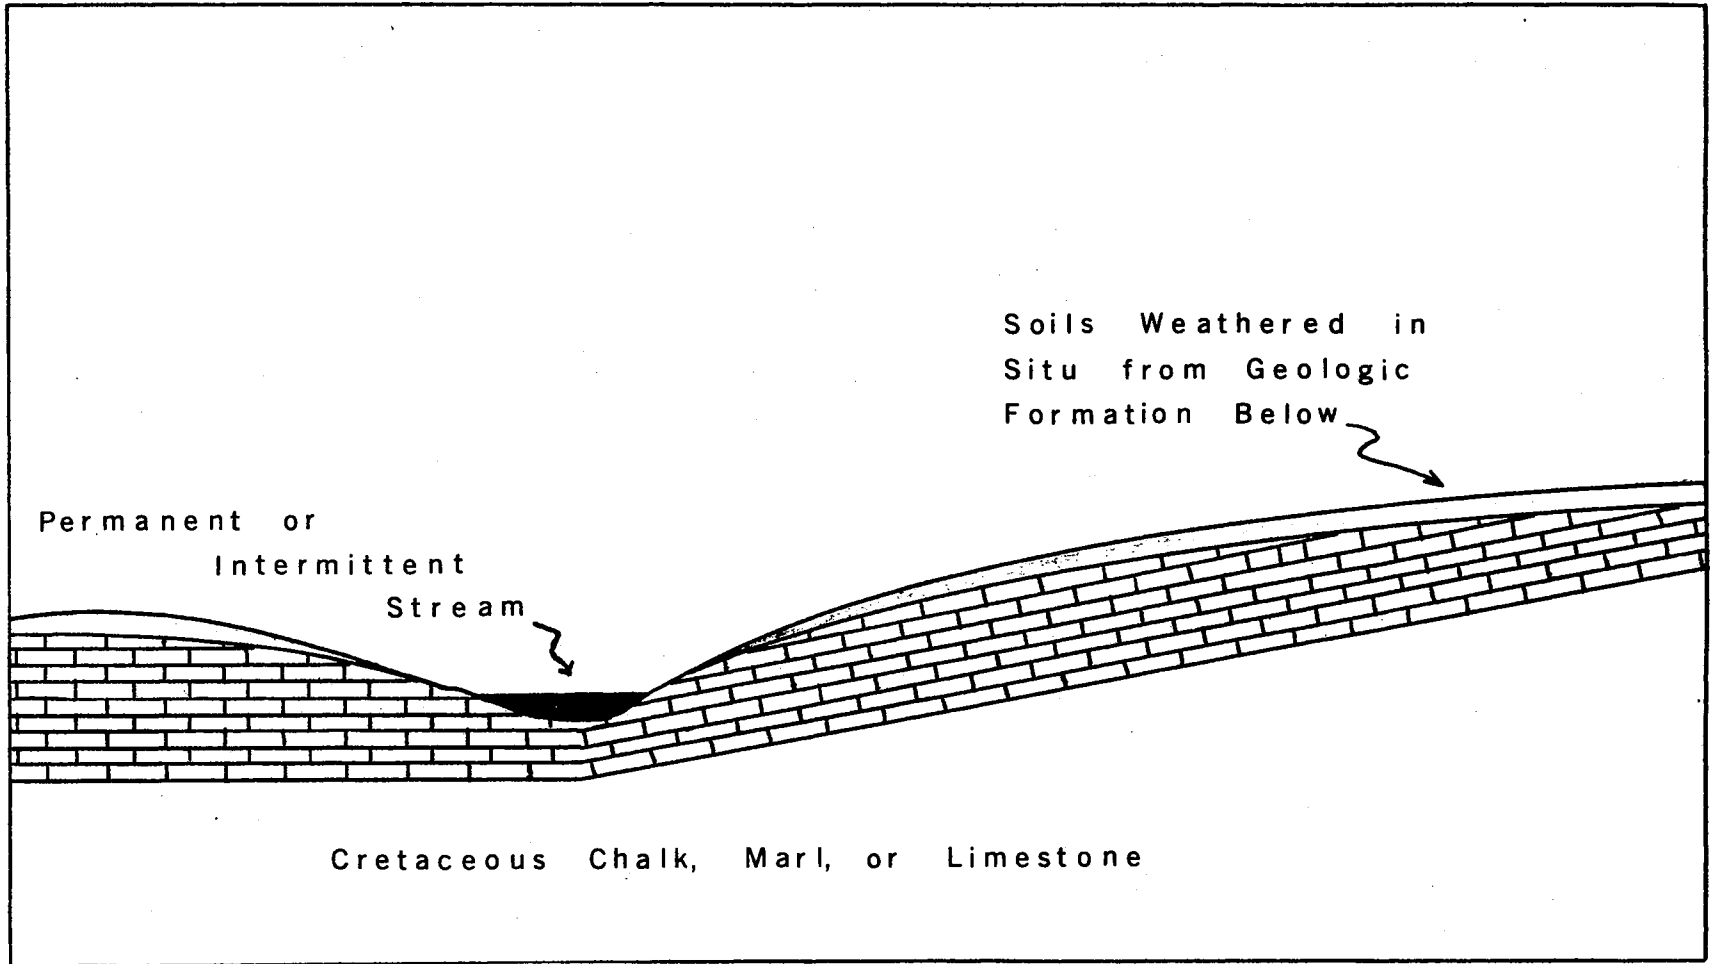 Soils Weathered in
Situ from Geologic
Formation Below
Permanent or
Intermittent
Stream
Cretaceous Chalk, Marl, or Limestone